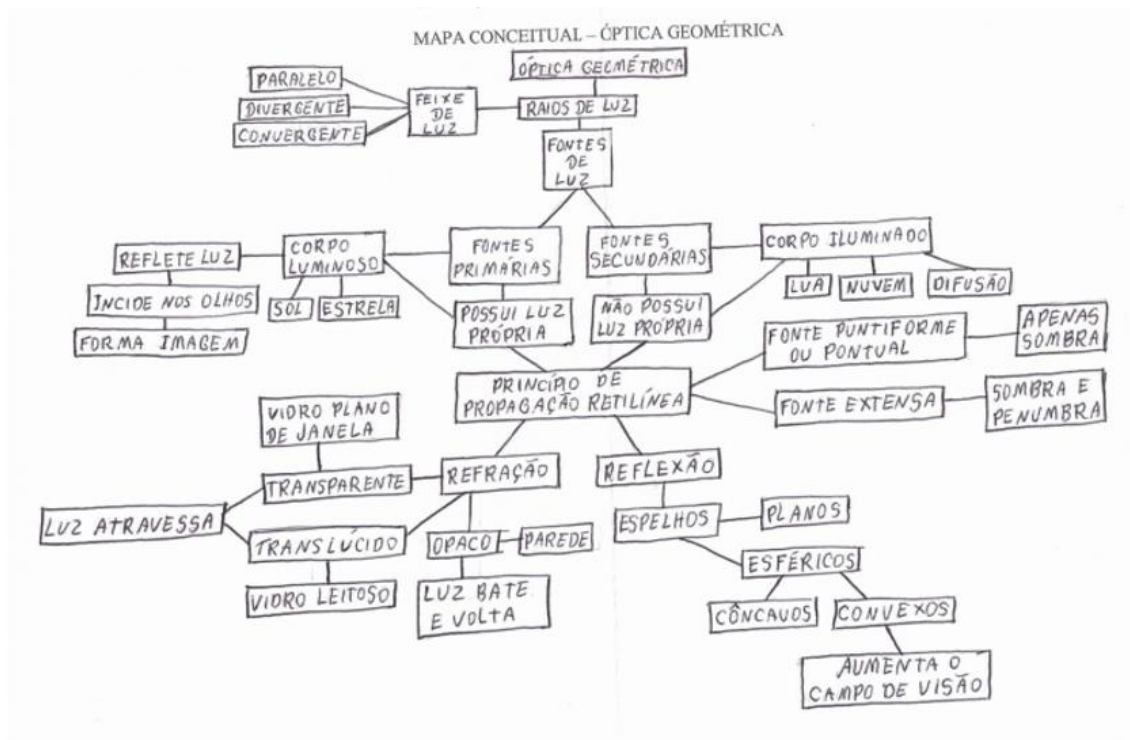 MAPA CONCEITUAL – ÓPTICA GEOMÉTRICA
ÓPTICA GEOMÉTRICA
PARALELO
DIVERGENTE
CONVERGENTE
FEIXE
DE
LUZ
RAIOS DE LUZ
FONTES
DE
LUZ
REFLETE LUZ
CORPO
LUMINOSO
FONTES
PRIMÁRIAS
FONTES
SECUNDÁRIAS
CORPO ILUMINADO
INCIDE NOS OLHOS
SOL
ESTRELA
POSSUI LUZ
PRÓPRIA
NÃO POSSUI
LUZ PRÓPRIA
LUA
NUVEM
DIFUSÃO
FORMA IMAGEM
FONTE PUNTIFORME
OU PONTUAL
APENAS
SOMBRA
PRINCÍPIO DE
PROPAGAÇÃO RETILÍNEA
FONTE EXTENSA
SOMBRA E
PENUMBRA
VIDRO PLANO
DE JANELA
TRANSPARENTE
REFRAÇÃO
REFLEXÃO
LUZ ATRAVESSA
TRANSLÚCIDO
OPACO
PAREDE
ESPELHOS
PLANOS
VIDRO LEITOSO
LUZ BATE
E VOLTA
ESFÉRICOS
CÔNCAVOS
CONVEXOS
AUMENTA O
CAMPO DE VISÃO